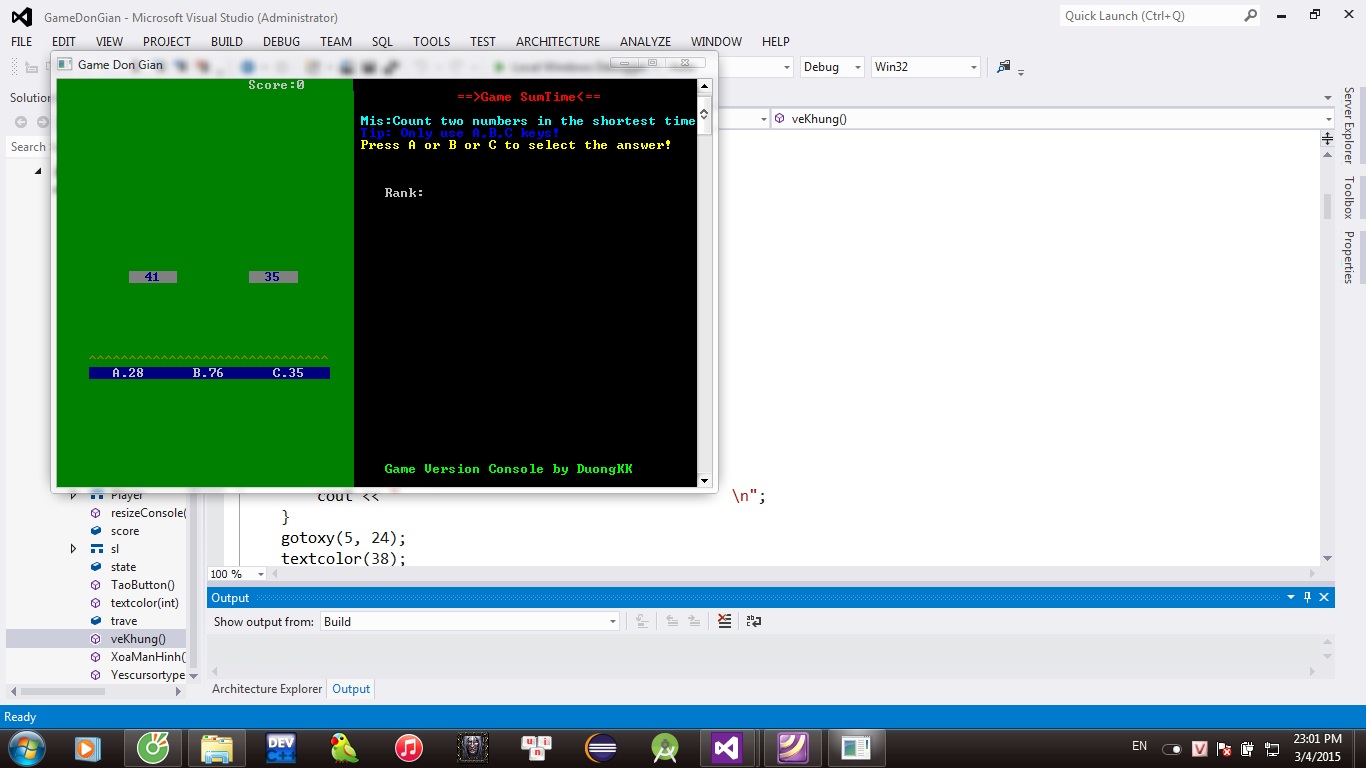 GameDonGian - Microsoft Visual Studio (Administrator)
Quick Launch (Ctrl+Q)
FILE EDIT VIEW PROJECT BUILD DEBUG TEAM SQL TOOLS TEST ARCHITECTURE ANALYZE WINDOW HELP
Game Don Gian
Debug Win32
Solution
Search
veKhung()
Score:0
41 35
^^^^^^^^^^^^^^^^^^^^^^^^^^^^^^
A.28 B.76 C.35
==>Game SumTime<==
Mis:Count two numbers in the shortest time
Tip: Only use A,B,C keys!
Press A or B or C to select the answer!
Rank:
Game Version Console by DuongKK
Server Explorer
Toolbox
Properties
Player
resizeConsole(
score
sl
state
TaoButton()
textcolor(int)
trave
veKhung()
XoaManHinh(
Yescursortype
cout << "
\n";
}
gotoxy(5, 24);
textcolor(38);
100 %
Output
Show output from: Build
Architecture Explorer Output
Ready
DEV
C++
u i
n
EN
V
23:01 PM
3/4/2015